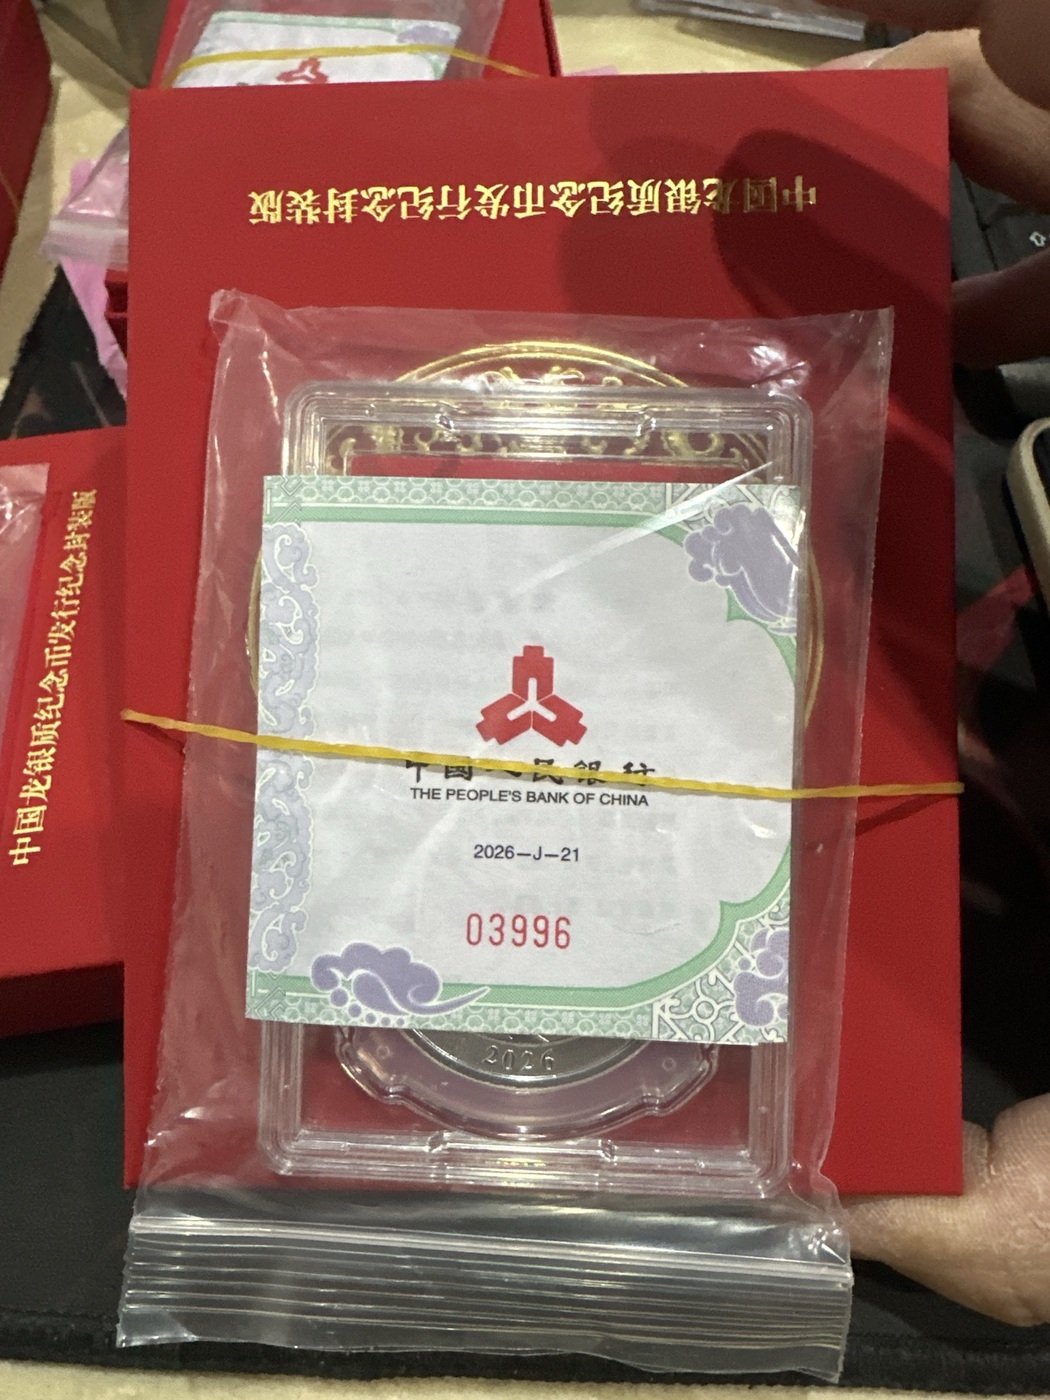 中国龙银质纪念币发行纪念封装版
中国龙银质纪念币发行纪念封装版
中國人民銀行
THE PEOPLE'S BANK OF CHINA
2026—J—21
03996
2026